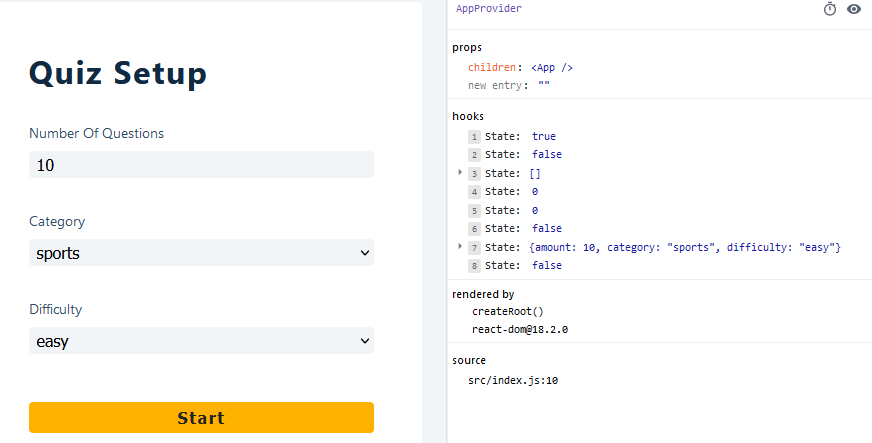 Quiz Setup
Number Of Questions
10
Category
sports
Difficulty
easy
Start
AppProvider
props
children: <App />
new entry: ""
hooks
1 State: true
2 State: false
3 State: []
4 State: 0
5 State: 0
6 State: false
7 State: {amount: 10, category: "sports", difficulty: "easy"}
8 State: false
rendered by
createRoot()
react-dom@18.2.0
source
src/index.js:10